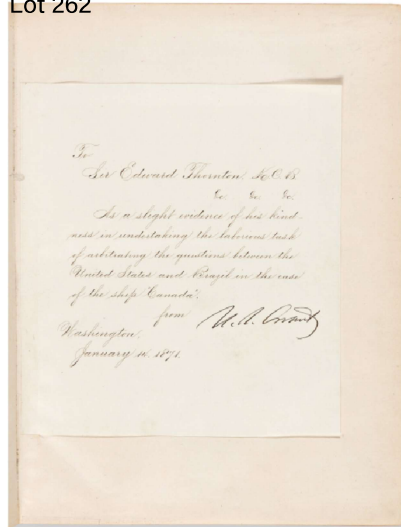 Lot 262
To
Sir Edward Thornton K.C.B.
&c. &c. &c.
As a slight evidence of his kind-
ness in undertaking the laborious task
of arbitrating the questions between the
United States and Brazil in the case
of the ship "Canada".
from
U.S. Grant
Washington.
January 1871.